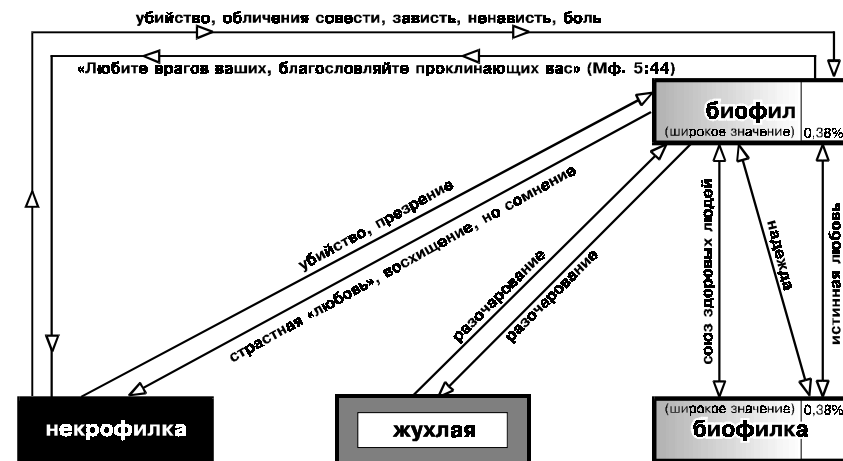 убийство, обличения совести, зависть, ненависть, боль
«Любите врагов ваших, благословляйте проклинающих вас» (Мф. 5:44)
биофил
(широкое значение) 0,38%
убийство, презрение
страстная «любовь», восхищение, но сомнение
разочарование
разочерование
союз здоровых людей
надежда
истинная любовь
некрофилка
жухлая
(широкое значение) 0,38%
биофилка